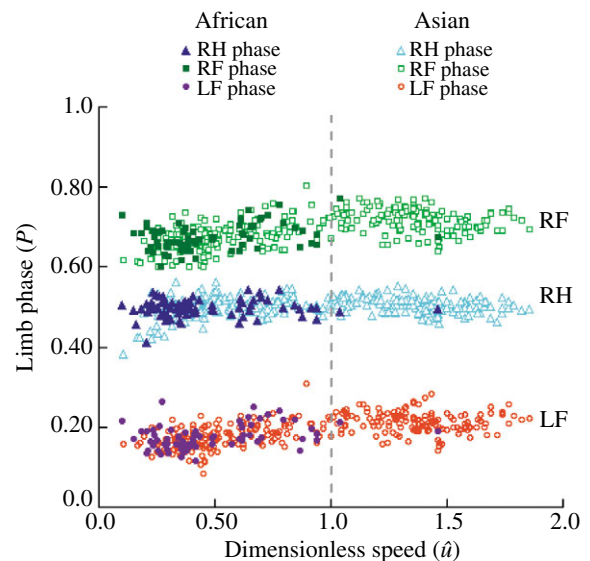 African Asian
RH phase RH phase
RF phase RF phase
LF phase LF phase
1.0
0.80
0.60
0.40
0.20
0.0
Limb phase (P)
RF
RH
LF
0.0 0.50 1.0 1.5 2.0
Dimensionless speed (û)